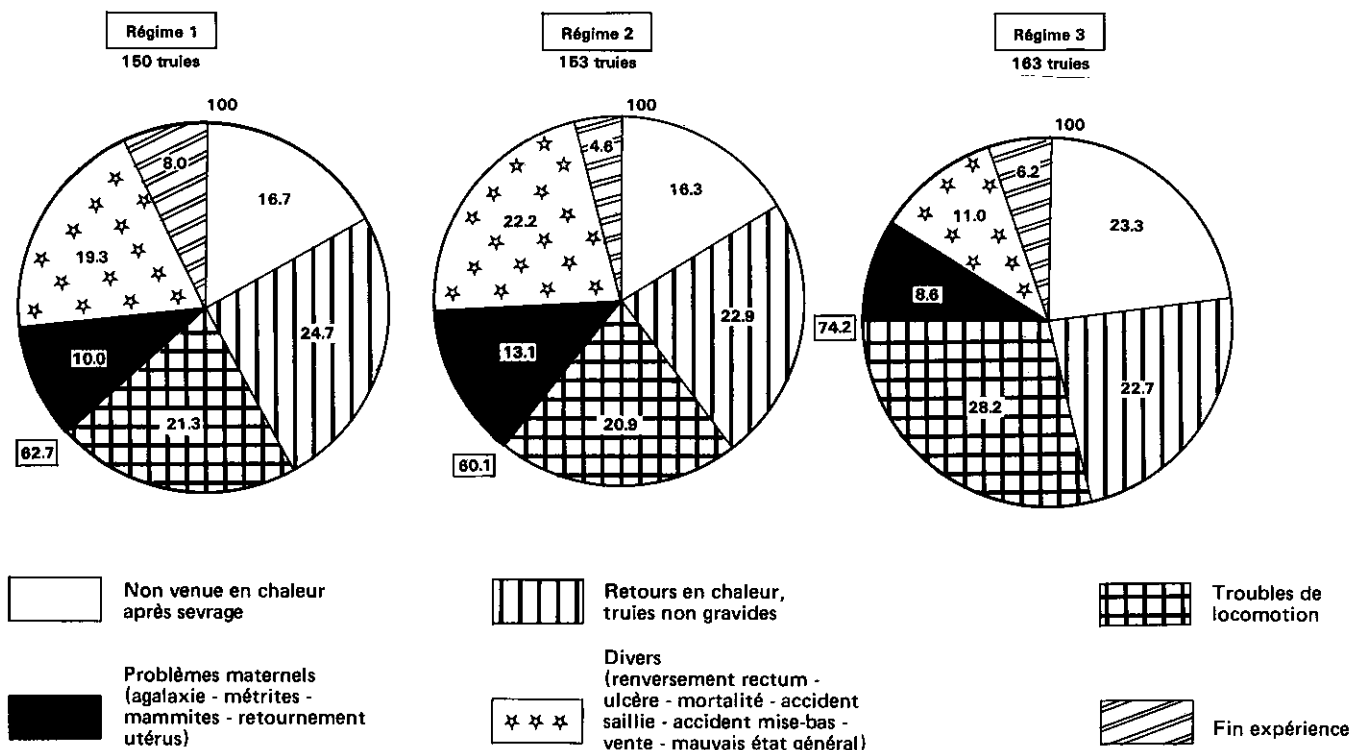 Régime 1
150 truies
Régime 2
153 truies
Régime 3
163 truies
100
8.0
16.7
19.3
24.7
10.0
21.3
62.7
100
4.6
16.3
22.2
22.9
13.1
20.9
60.1
100
6.2
11.0
23.3
8.6
74.2
22.7
28.2
Non venue en chaleur
après sevrage
Retours en chaleur,
truies non gravides
Troubles de
locomotion
Problèmes maternels
(agalaxie - métrites -
mammites - retournement
utérus)
Divers
(renversement rectum -
ulcère - mortalité - accident
saillie - accident mise-bas -
vente - mauvais état général)
Fin expérience